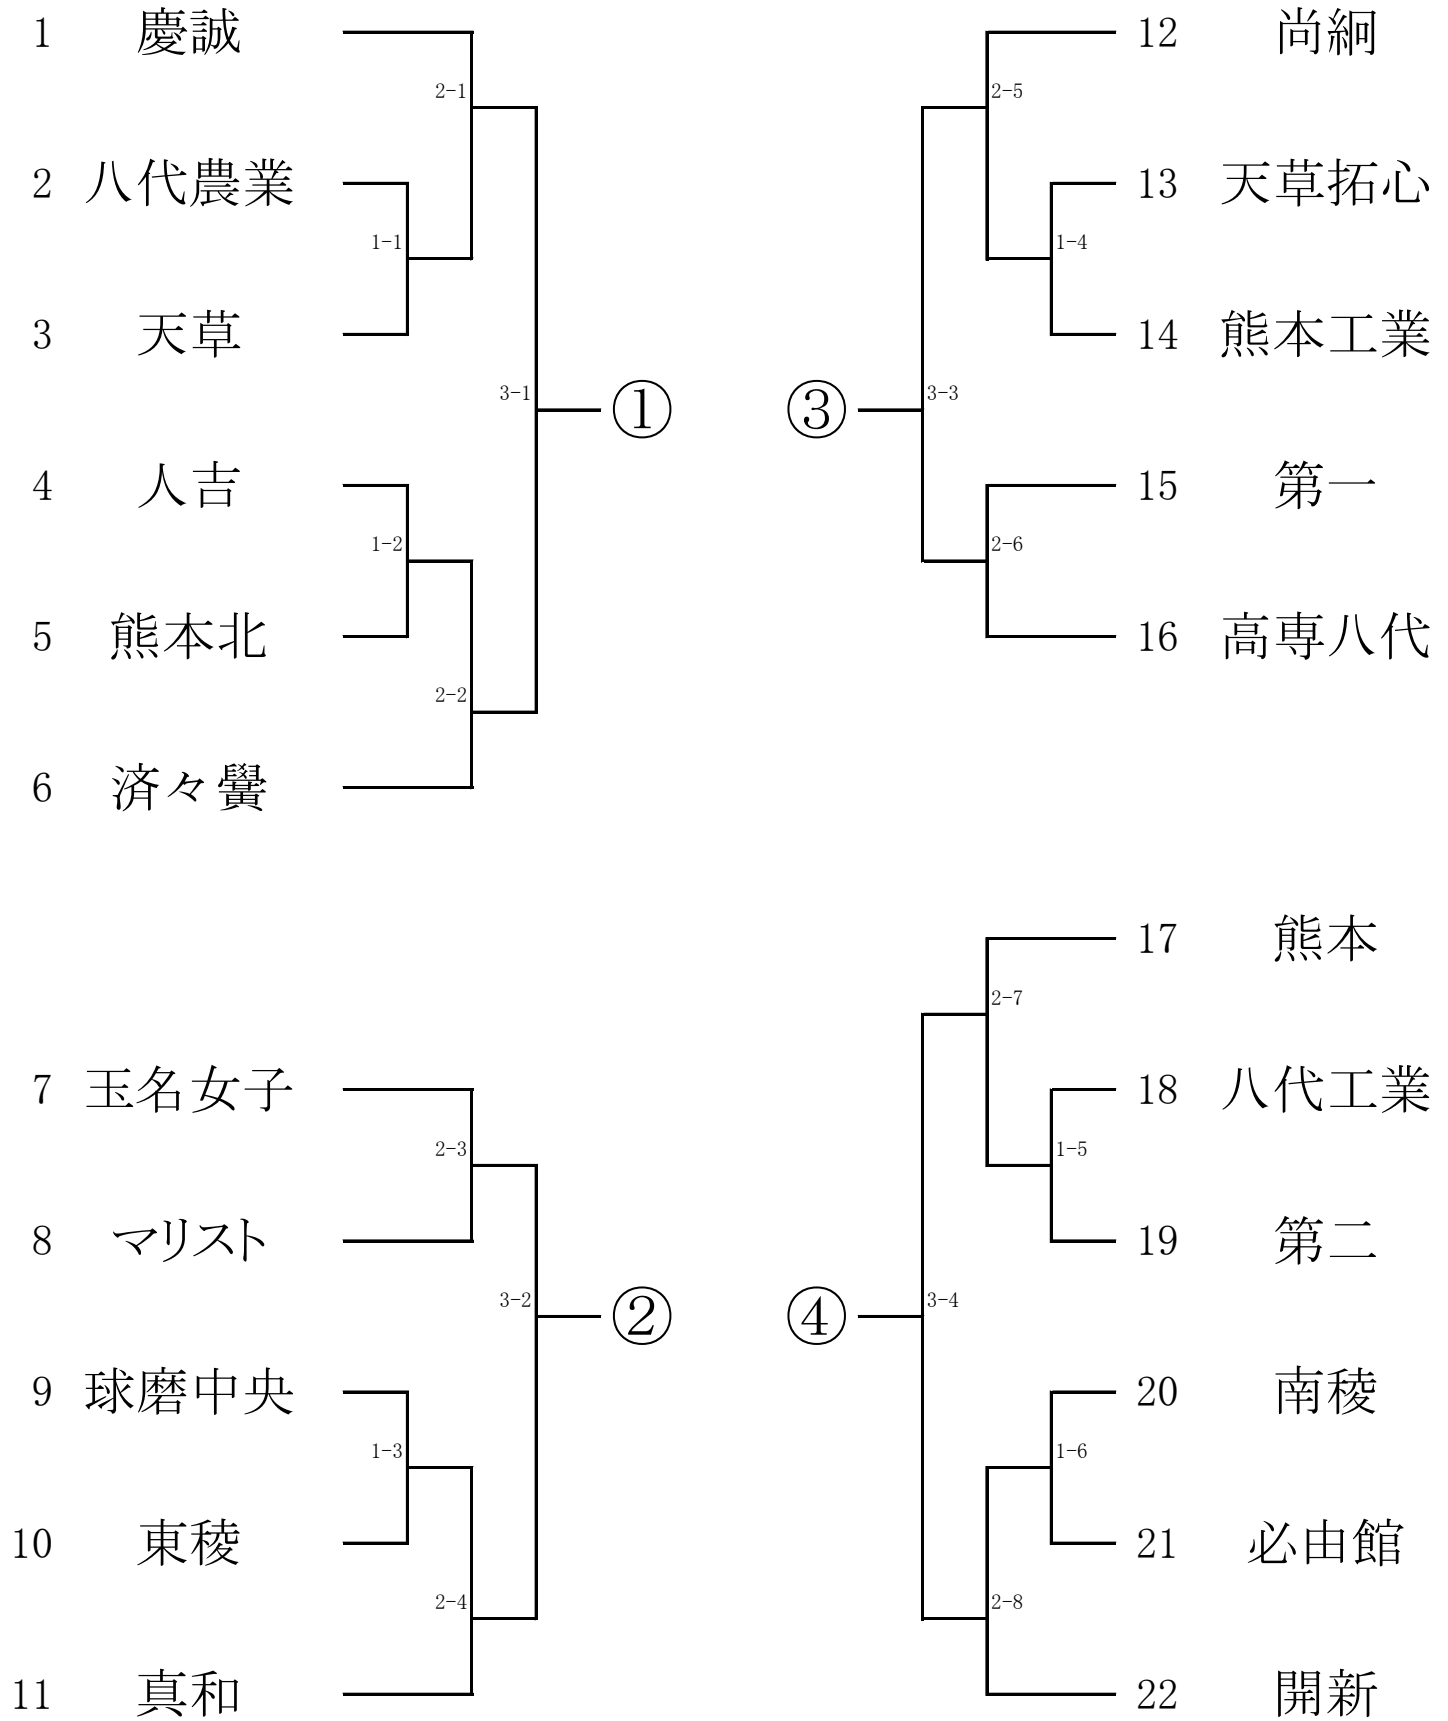 1 慶誠
2-1
2 八代農業
1-1
3 天草
3-1
①
4 人吉
1-2
5 熊本北
2-2
6 済々黌
7 玉名女子
2-3
8 マリスト
3-2
②
9 球磨中央
1-3
10 東稜
2-4
11 真和
12 尚絅
2-5
13 天草拓心
1-4
14 熊本工業
③
3-3
15 第一
2-6
16 高専八代
17 熊本
2-7
18 八代工業
1-5
19 第二
④
3-4
20 南稜
1-6
21 必由館
2-8
22 開新